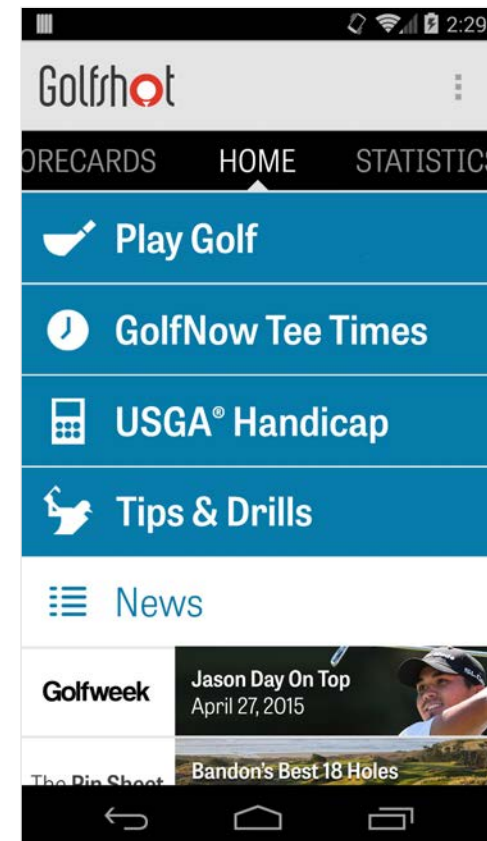 2:29
Golfshot
ORECARDS HOME STATISTICS
Play Golf
GolfNow Tee Times
USGA® Handicap
Tips & Drills
News
Golfweek
Jason Day On Top
April 27, 2015
The Pin Sheet
Bandon's Best 18 Holes